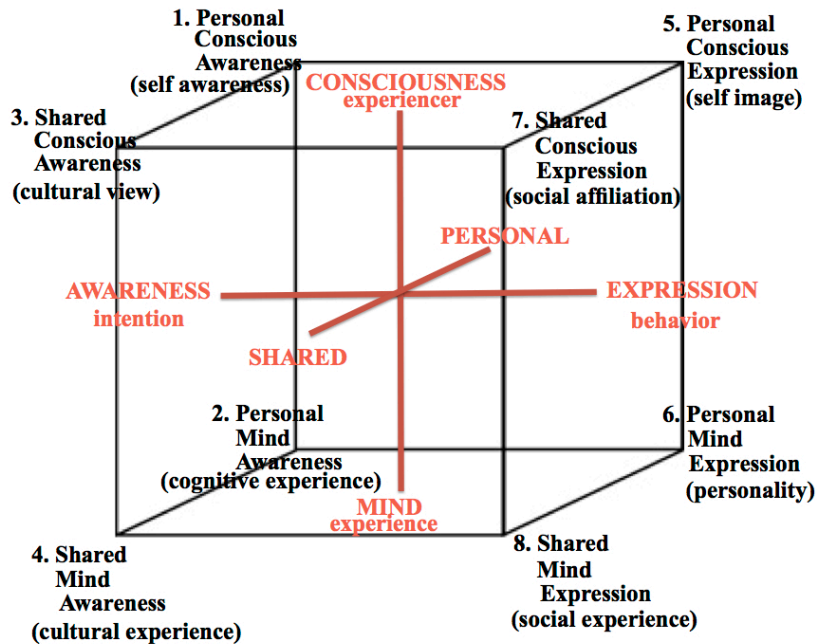 1. Personal
Conscious
Awareness
(self awareness)
5. Personal
Conscious
Expression
(self image)
CONSCIOUSNESS
experiencer
3. Shared
Conscious
Awareness
(cultural view)
7. Shared
Conscious
Expression
(social affiliation)
PERSONAL
AWARENESS
intention
EXPRESSION
behavior
SHARED
2. Personal
Mind
Awareness
(cognitive experience)
6. Personal
Mind
Expression
(personality)
MIND
experience
4. Shared
Mind
Awareness
(cultural experience)
8. Shared
Mind
Expression
(social experience)